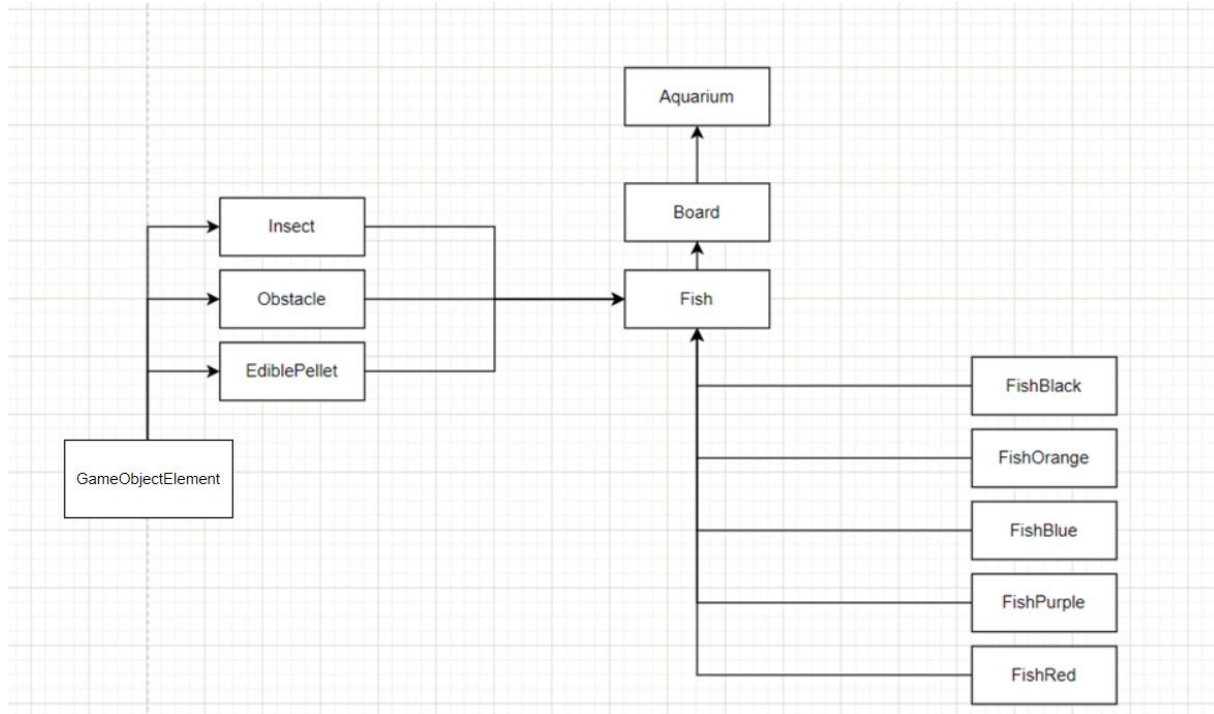 Aquarium
Board
Insect
Obstacle
Fish
EdiblePellet
GameObjectElement
FishBlack
FishOrange
FishBlue
FishPurple
FishRed